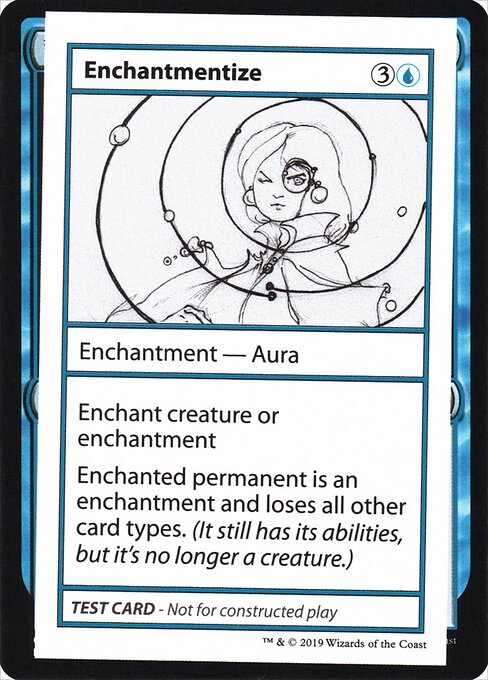 Enchantmentize 3
Enchantment — Aura
Enchant creature or
enchantment
Enchanted permanent is an
enchantment and loses all other
card types. (It still has its abilities,
but it's no longer a creature.)
TEST CARD - Not for constructed play
™ & © 2019 Wizards of the Coast
st